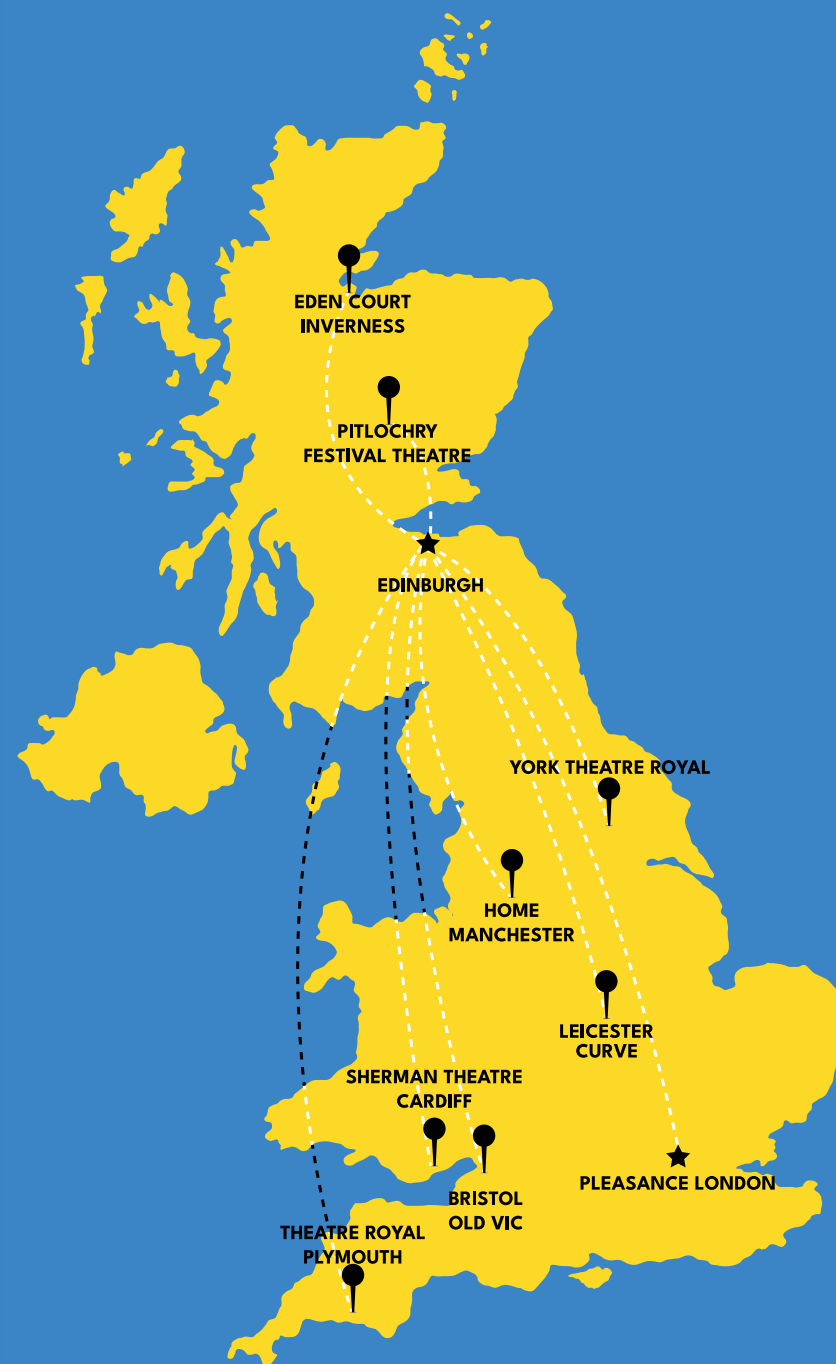 EDEN COURT
INVERNESS
PITLOCHRY
FESTIVAL THEATRE
EDINBURGH
YORK THEATRE ROYAL
HOME
MANCHESTER
LEICESTER
CURVE
SHERMAN THEATRE
CARDIFF
PLEASANCE LONDON
BRISTOL
OLD VIC
THEATRE ROYAL
PLYMOUTH